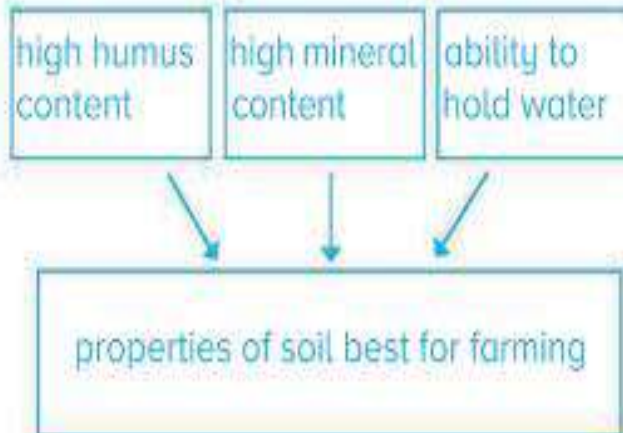 high humus
content
high mineral
content
ability to
hold water
properties of soil best for farming